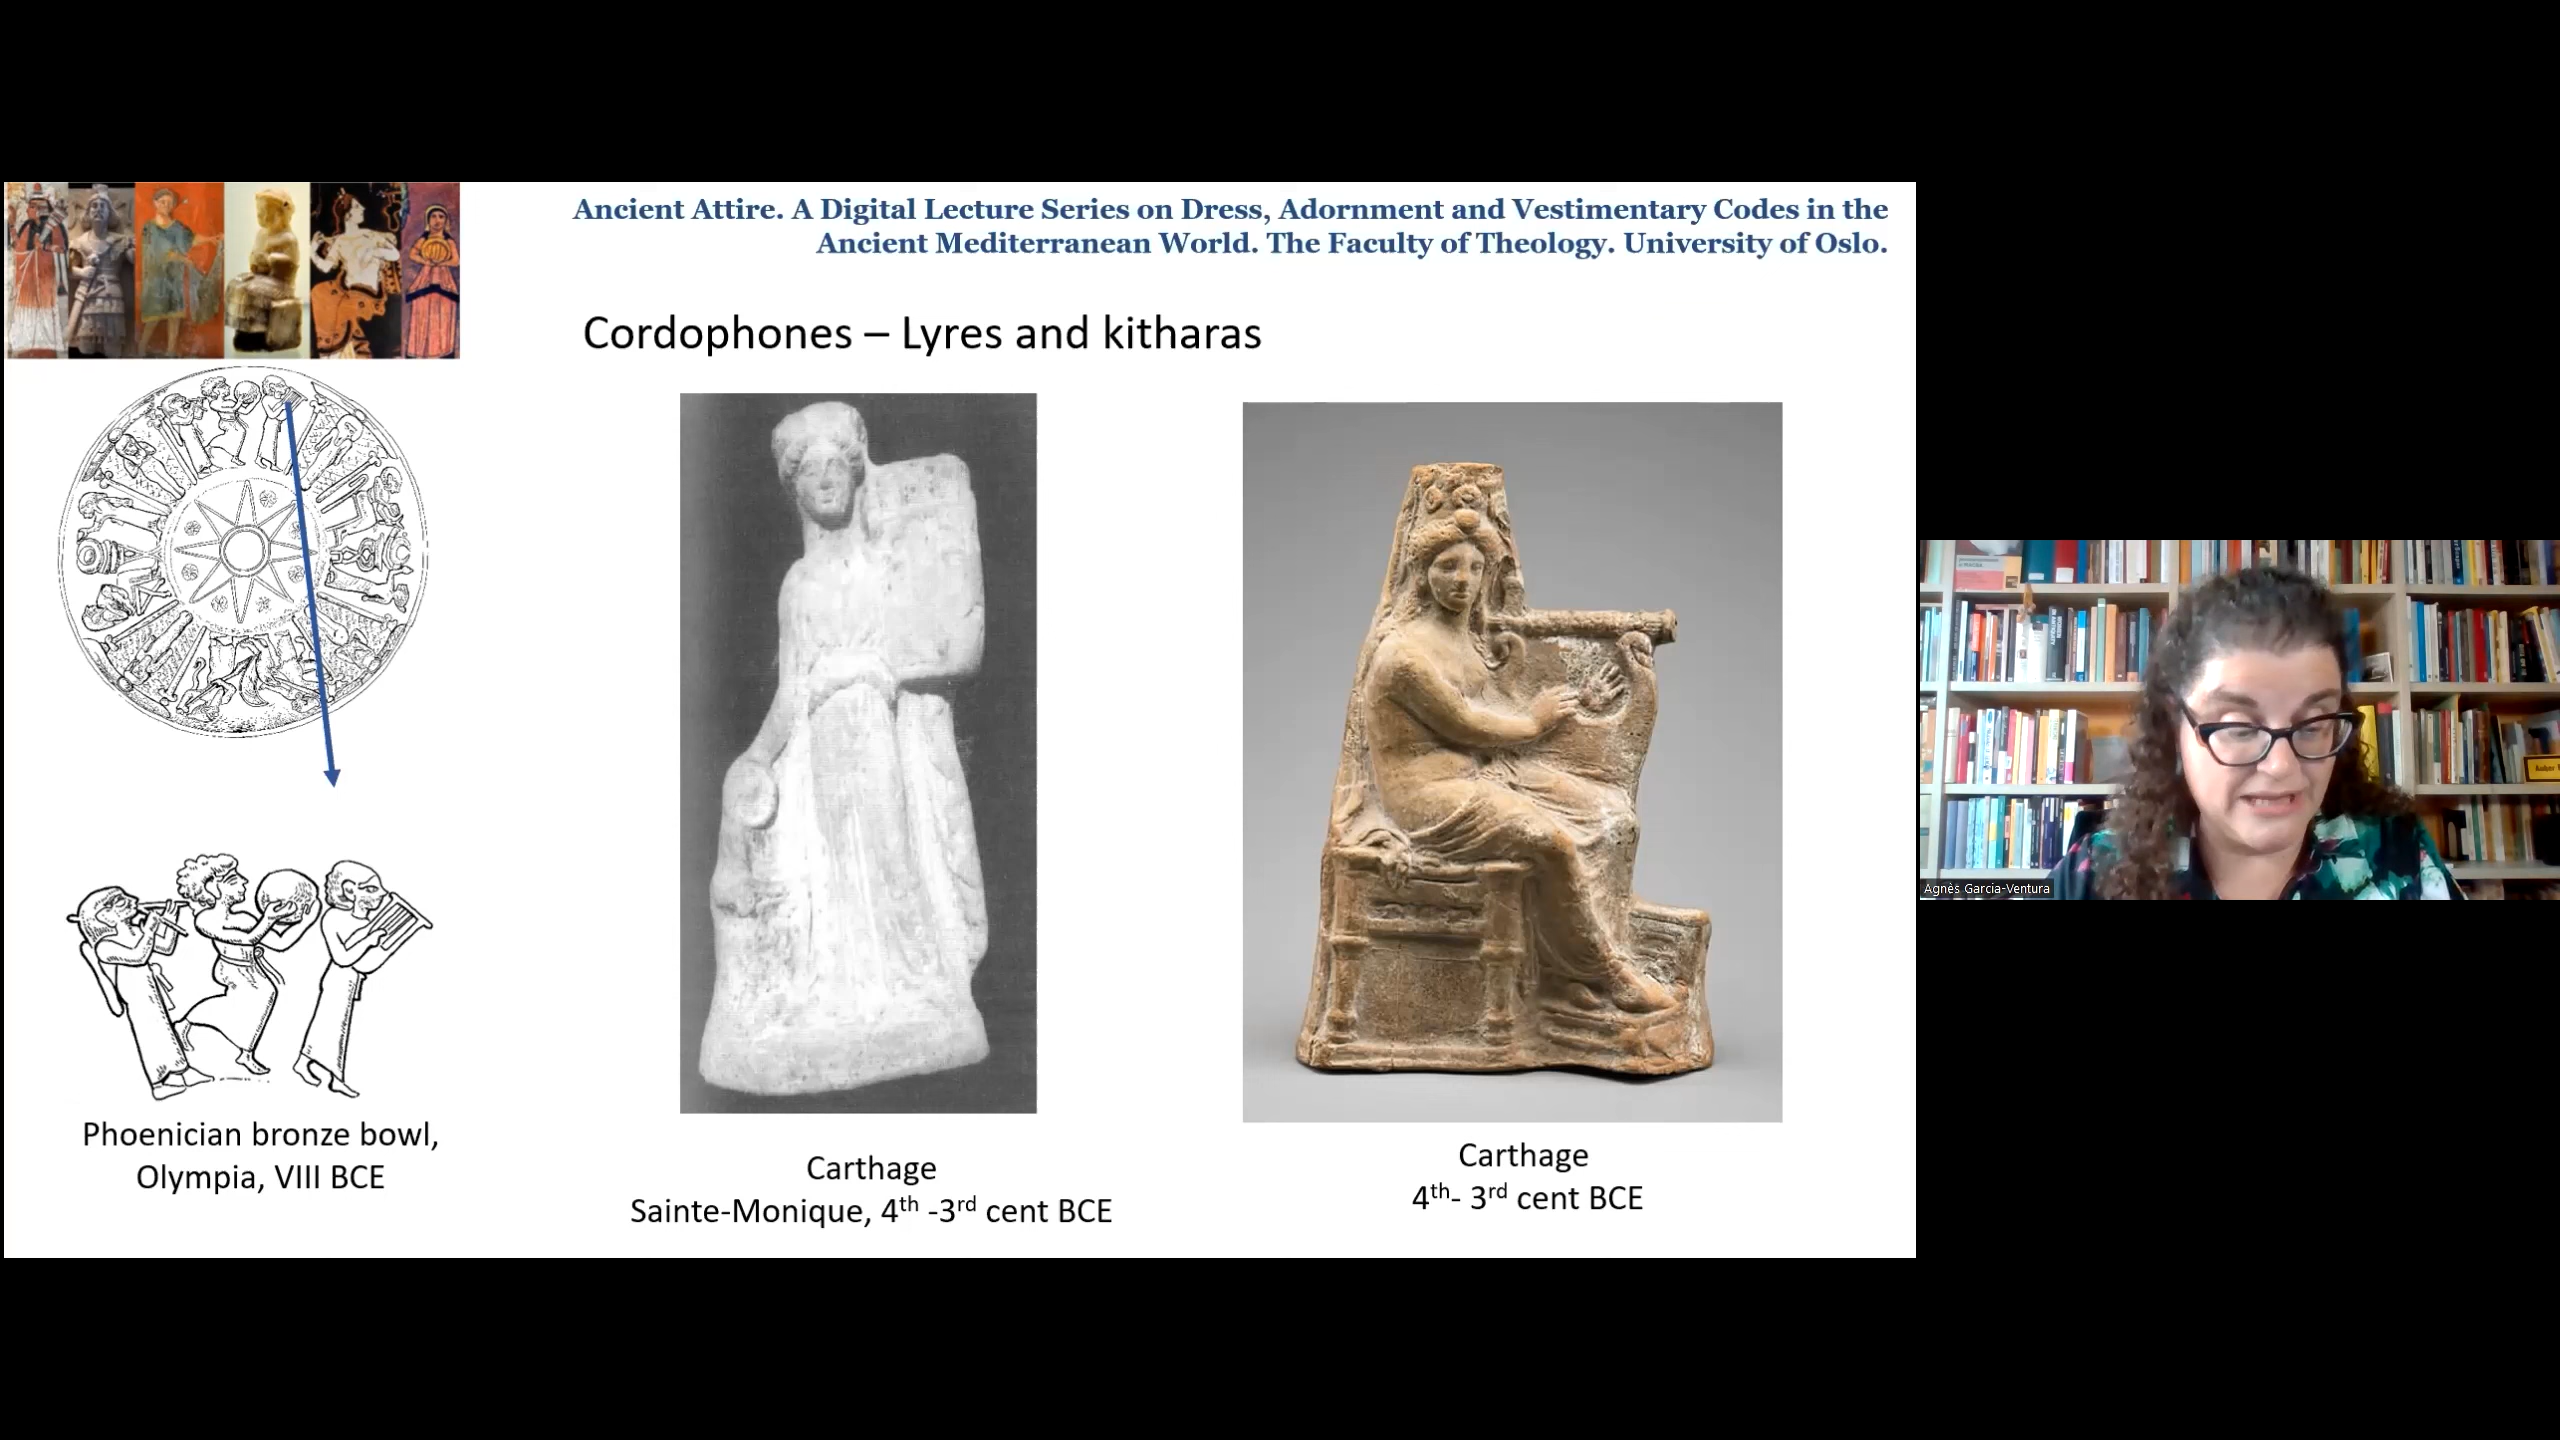 Ancient Attire. A Digital Lecture Series on Dress, Adornment and Vestimentary Codes in the
Ancient Mediterranean World. The Faculty of Theology. University of Oslo.
Cordophones – Lyres and kitharas
Phoenician bronze bowl,
Olympia, VIII BCE
Carthage
Sainte-Monique, 4th -3rd cent BCE
Carthage
4th- 3rd cent BCE
Agnès Garcia-Ventura